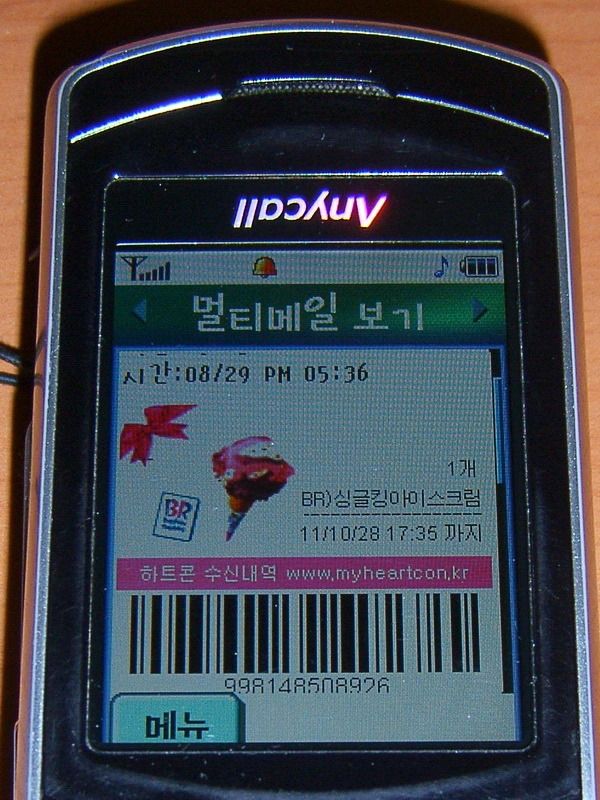 Anycall
멀티메일 보기
시간:08/29 PM 05:36
1개
BR
BR)싱글킹아이스크림
11/10/28 17:35 까지
하트콘 수신내역 www.myheartcon.kr
998148508926
메뉴